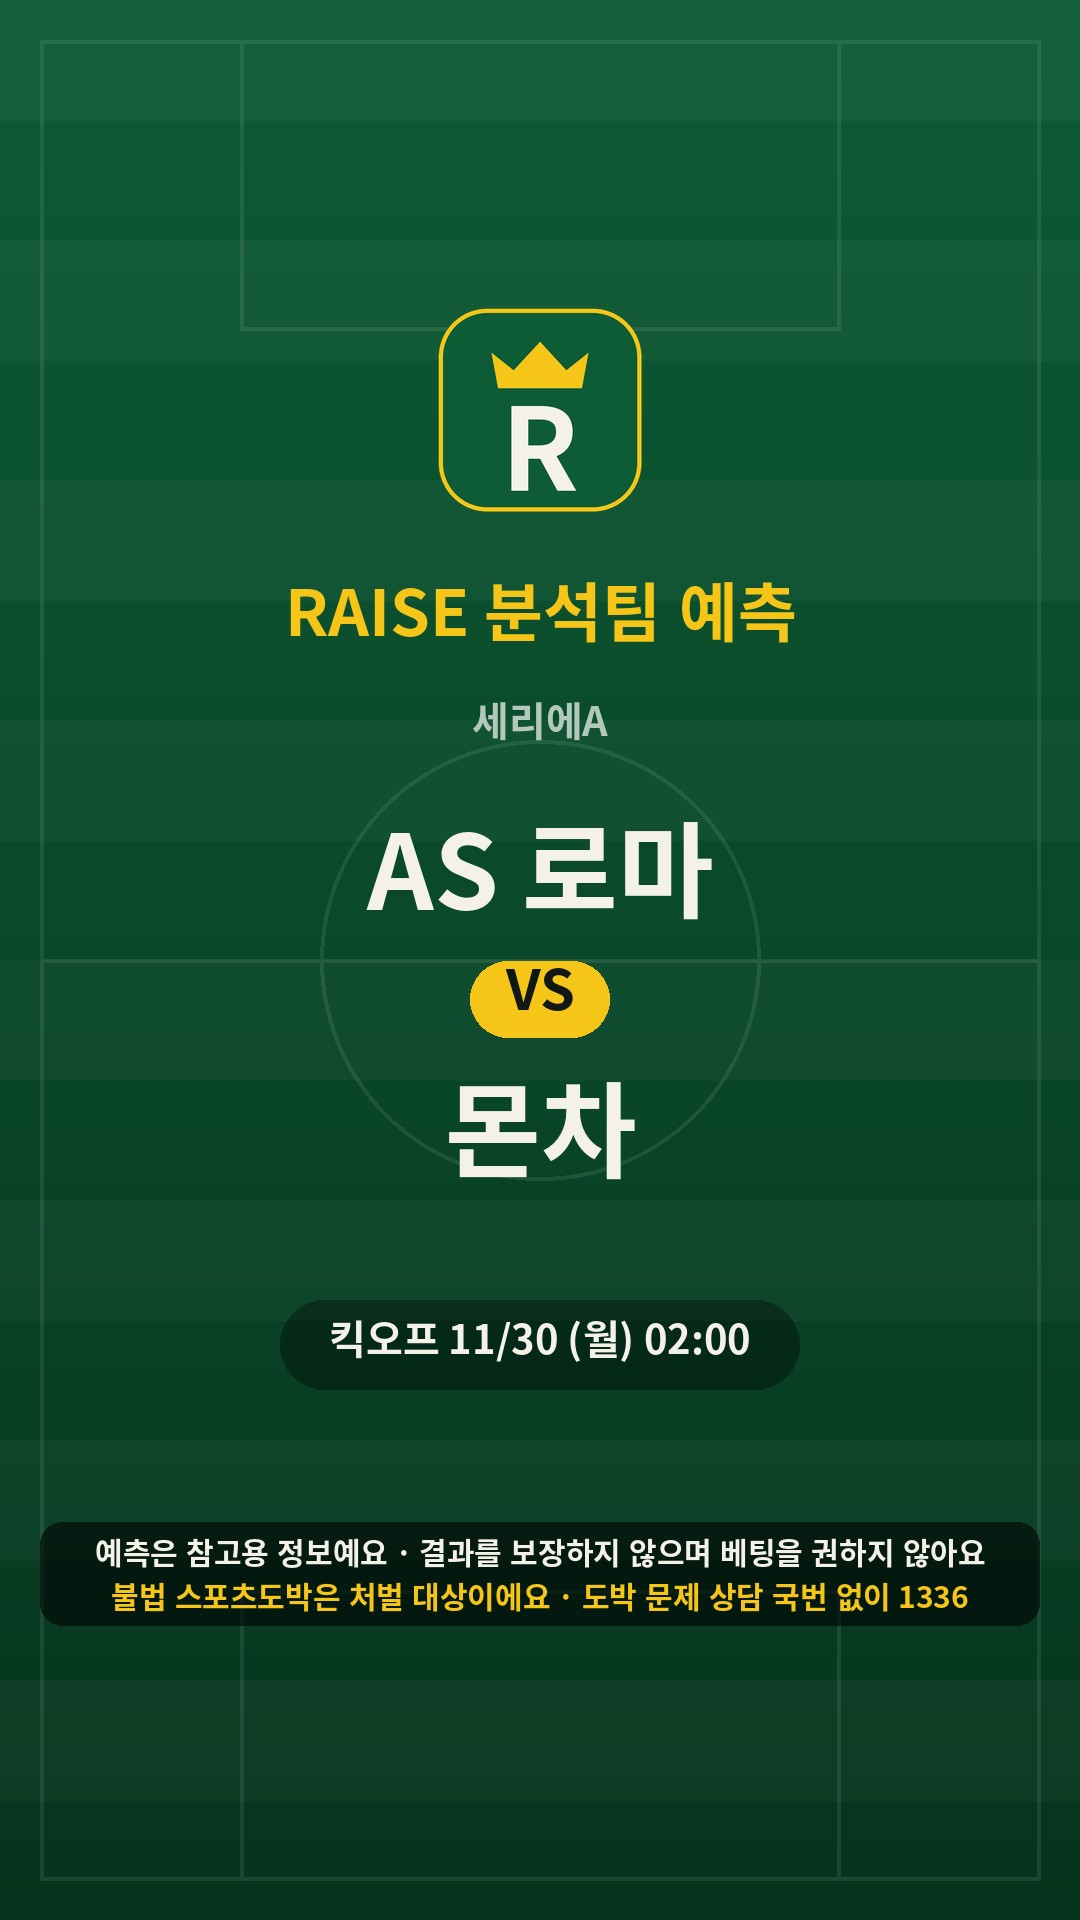 R
RAISE 분석팀 예측
세리에A
AS 로마
VS
몬차
킥오프 11/30 (월) 02:00
예측은 참고용 정보예요 · 결과를 보장하지 않으며 베팅을 권하지 않아요
불법 스포츠도박은 처벌 대상이에요 · 도박 문제 상담 국번 없이 1336